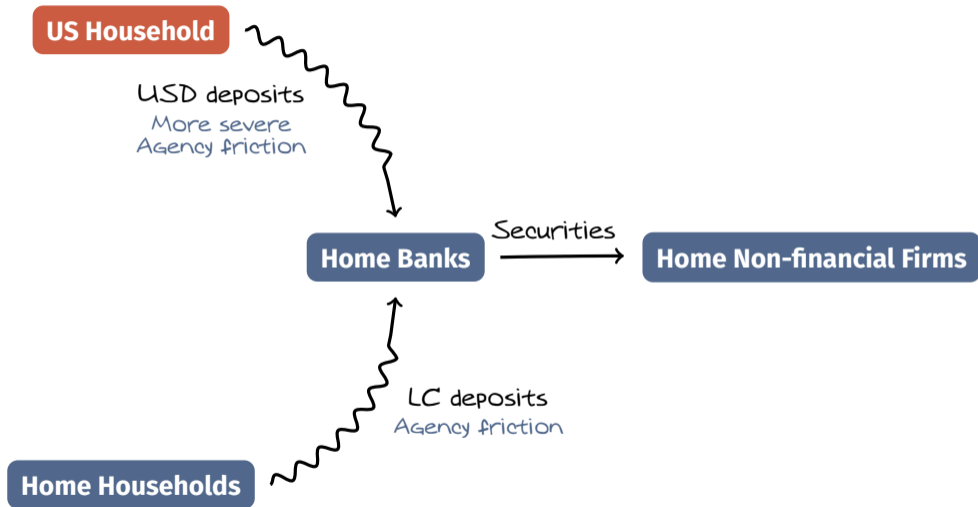 US Household
USD deposits
More severe
Agency friction
Home Banks
Securities
Home Non-financial Firms
LC deposits
Agency friction
Home Households